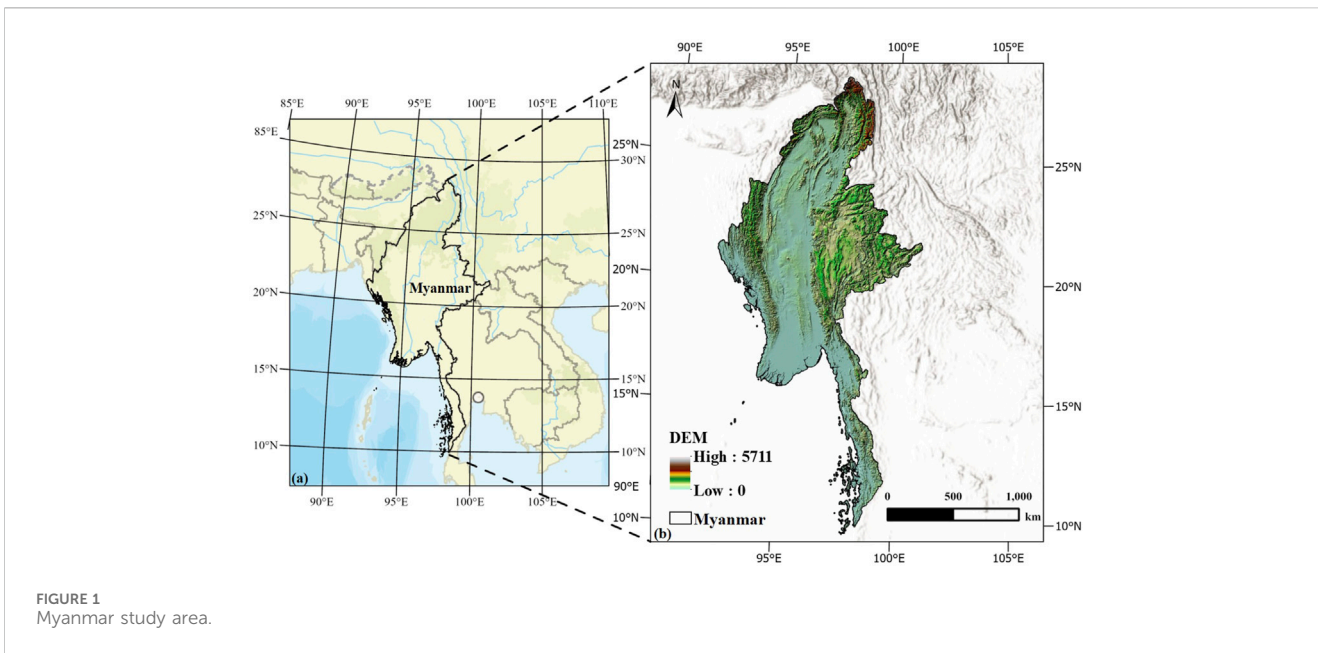 85°E 90°E 95°E 100°E 105°E 110°E
85°E
30°N
25°N
25°N
20°N
20°N
15°N
15°N
10°N
10°N
Myanmar
(a)
90°E 95°E 100°E 105°E
90°E 95°E 100°E
25°N
20°N
15°N
90°E
10°N
25°N
20°N
15°N
10°N
N
DEM
High : 5711
Low : 0
Myanmar
0 500 1,000
km
(b)
95°E 100°E 105°E
FIGURE 1
Myanmar study area.